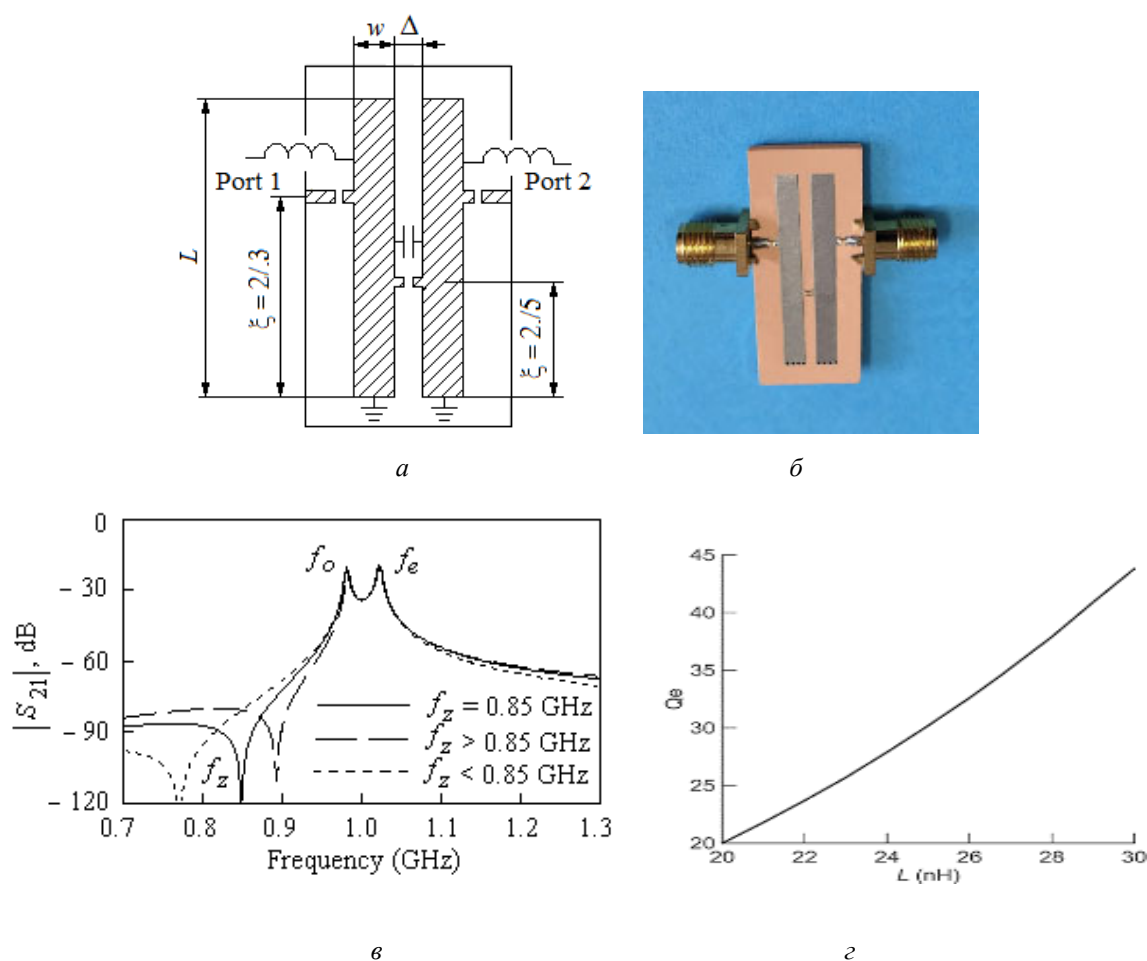 w Δ
Port 1 Port 2
L
ξ = 2/.3
ξ = 2./5
а б
0
– 30
– 60
– 90
– 120
|S21|, dB
fo fe
fz
fz = 0.85 GHz
fz > 0.85 GHz
fz < 0.85 GHz
0.7 0.8 0.9 1.0 1.1 1.2 1.3
Frequency (GHz)
45
40
35
30
25
20
Qe
20 22 24 26 28 30
L (nH)
в г